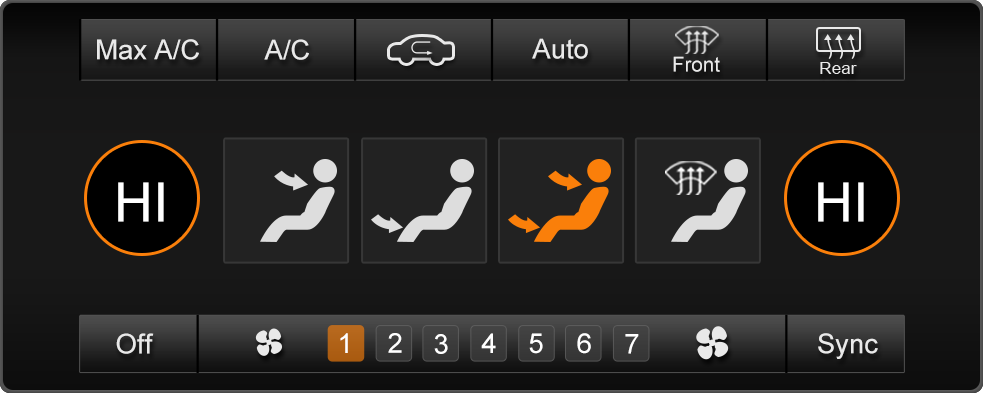 Max A/C
A/C
Auto
Front
Rear
HI
HI
Off
1 2 3 4 5 6 7
Sync